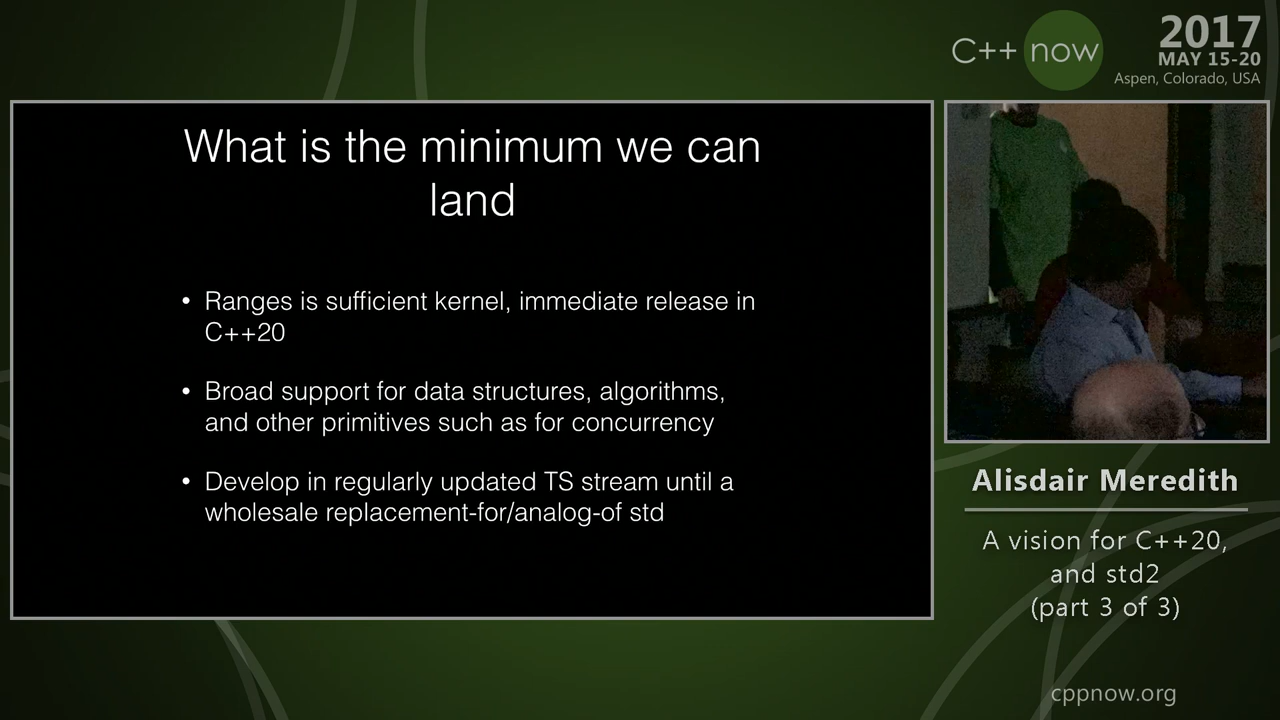 C++ now
2017
MAY 15-20
Aspen, Colorado, USA
What is the minimum we can
land
• Ranges is sufficient kernel, immediate release in
C++20
• Broad support for data structures, algorithms,
and other primitives such as for concurrency
• Develop in regularly updated TS stream until a
wholesale replacement-for/analog-of std
Alisdair Meredith
A vision for C++20,
and std2
(part 3 of 3)
cppnow.org